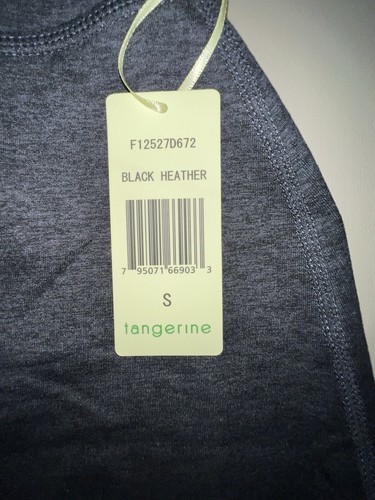 F12527D672
BLACK HEATHER
7 95071 66903 3
S
tangerine